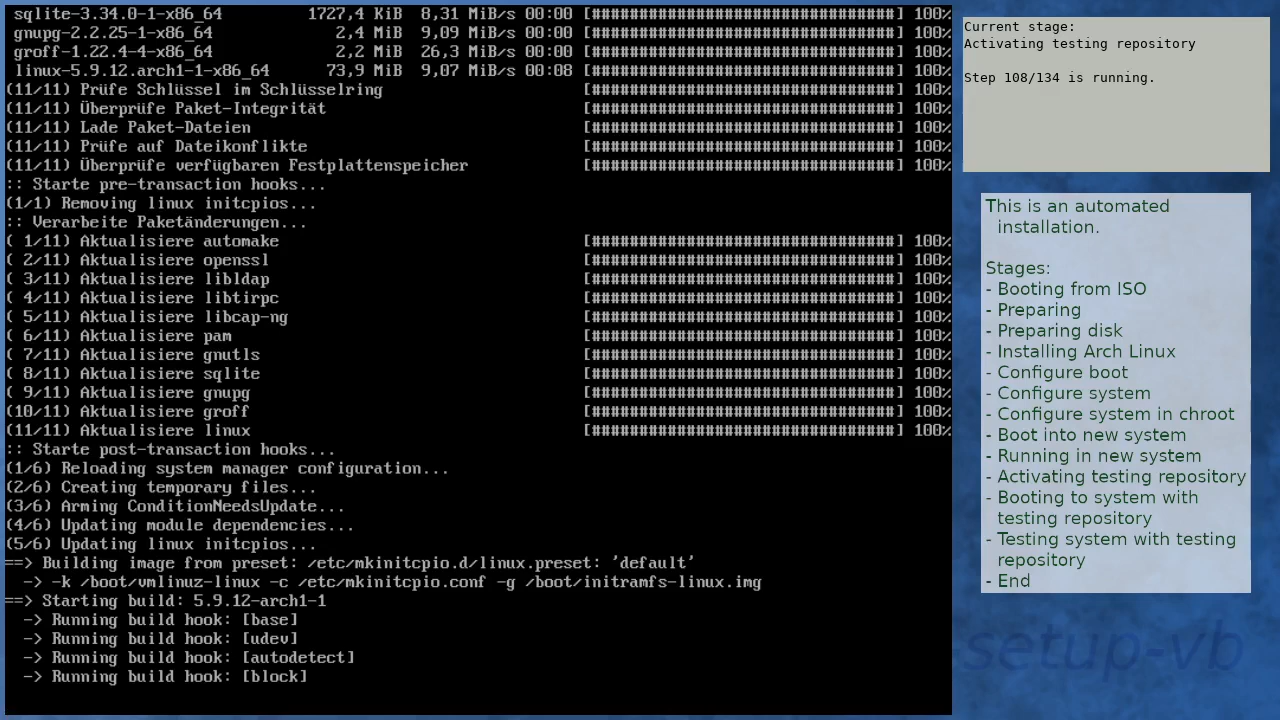 sqlite-3.34.0-1-x86_64 1727,4 KiB 8,31 MiB/s 00:00 [################################] 100%
gnupg-2.2.25-1-x86_64 2,4 MiB 9,09 MiB/s 00:00 [################################] 100%
groff-1.22.4-4-x86_64 2,2 MiB 26,3 MiB/s 00:00 [################################] 100%
linux-5.9.12.arch1-1-x86_64 73,9 MiB 9,07 MiB/s 00:08 [################################] 100%
(11/11) Prüfe Schlüssel im Schlüsselring [################################] 100%
(11/11) Überprüfe Paket-Integrität [################################] 100%
(11/11) Lade Paket-Dateien [################################] 100%
(11/11) Prüfe auf Dateikonflikte [################################] 100%
(11/11) Überprüfe verfügbaren Festplattenspeicher [################################] 100%
:: Starte pre-transaction hooks...
(1/1) Removing linux initcpios...
:: Verarbeite Paketänderungen...
( 1/11) Aktualisiere automake [################################] 100%
( 2/11) Aktualisiere openssl [################################] 100%
( 3/11) Aktualisiere libldap [################################] 100%
( 4/11) Aktualisiere libtirpc [################################] 100%
( 5/11) Aktualisiere libcap-ng [################################] 100%
( 6/11) Aktualisiere pam [################################] 100%
( 7/11) Aktualisiere gnutls [################################] 100%
( 8/11) Aktualisiere sqlite [################################] 100%
( 9/11) Aktualisiere gnupg [################################] 100%
(10/11) Aktualisiere groff [################################] 100%
(11/11) Aktualisiere linux [################################] 100%
:: Starte post-transaction hooks...
(1/6) Reloading system manager configuration...
(2/6) Creating temporary files...
(3/6) Arming ConditionNeedsUpdate...
(4/6) Updating module dependencies...
(5/6) Updating linux initcpios...
==> Building image from preset: /etc/mkinitcpio.d/linux.preset: 'default'
-> -k /boot/vmlinuz-linux -c /etc/mkinitcpio.conf -g /boot/initramfs-linux.img
==> Starting build: 5.9.12-arch1-1
-> Running build hook: [base]
-> Running build hook: [udev]
-> Running build hook: [autodetect]
-> Running build hook: [block]
Current stage:
Activating testing repository
Step 108/134 is running.
This is an automated
installation.
Stages:
- Booting from ISO
- Preparing
- Preparing disk
- Installing Arch Linux
- Configure boot
- Configure system
- Configure system in chroot
- Boot into new system
- Running in new system
- Activating testing repository
- Booting to system with
testing repository
- Testing system with testing
repository
- End
setup-vb